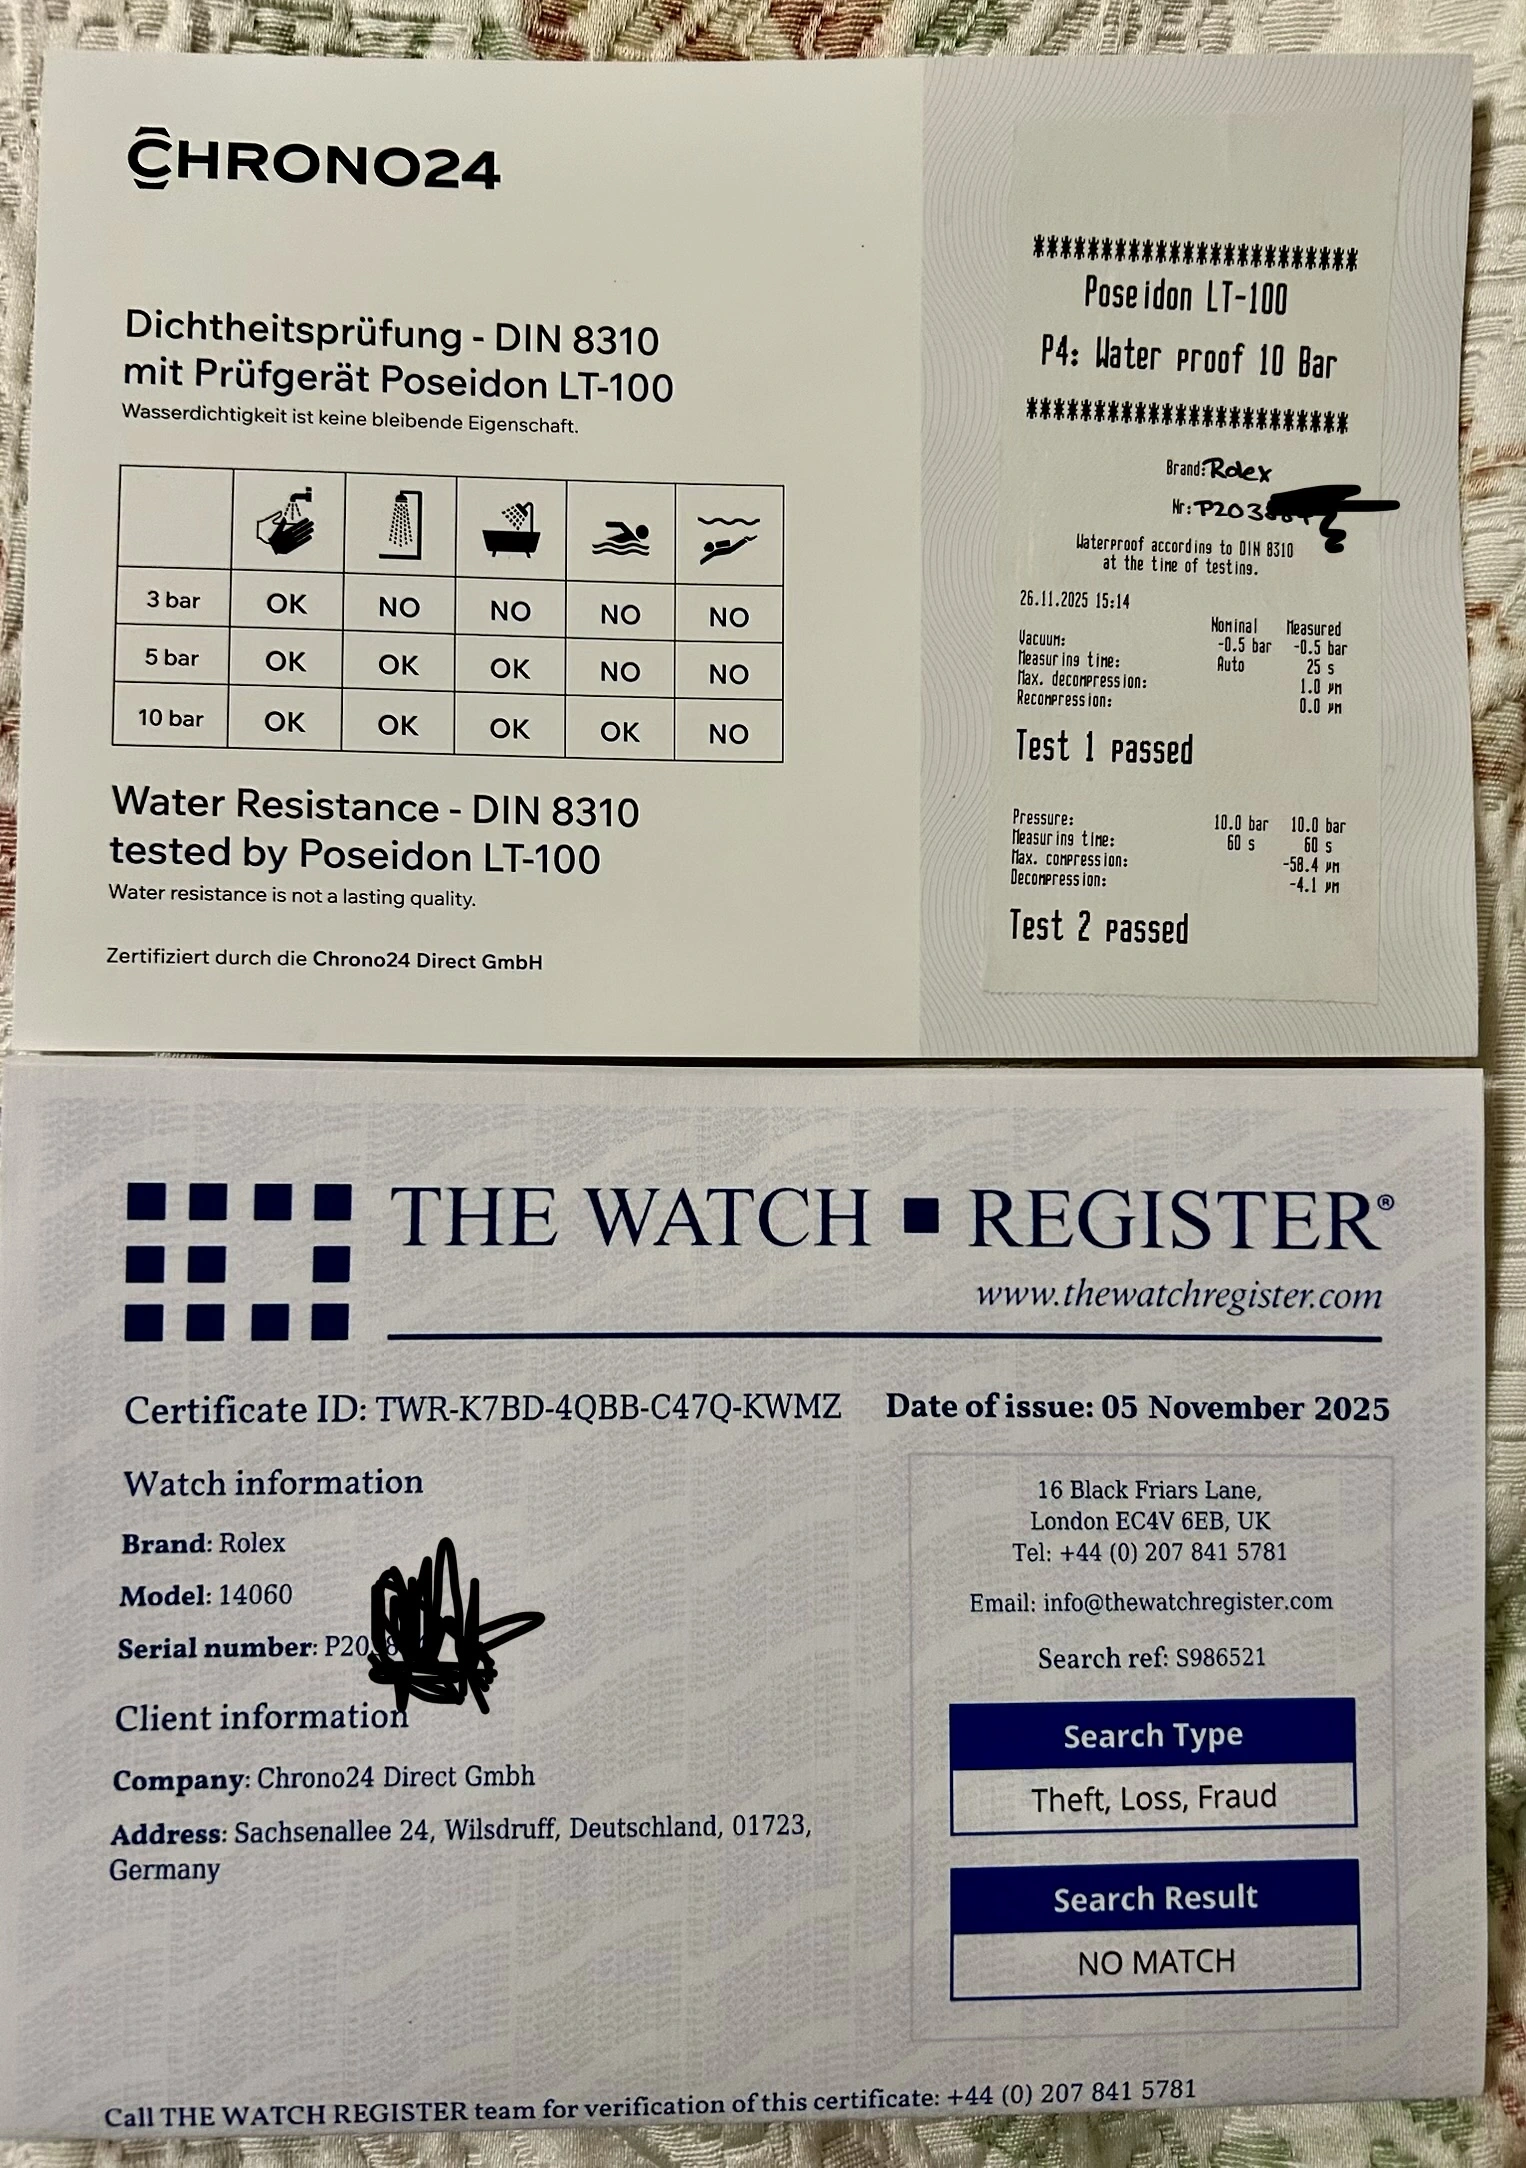 CHRONO24
Dichtheitsprüfung - DIN 8310
mit Prüfgerät Poseidon LT-100
Wasserdichtigkeit ist keine bleibende Eigenschaft.
3 bar OK NO NO NO NO
5 bar OK OK OK NO NO
10 bar OK OK OK OK NO
Water Resistance - DIN 8310
tested by Poseidon LT-100
Water resistance is not a lasting quality.
Zertifiziert durch die Chrono24 Direct GmbH
************************
Poseidon LT-100
P4: Water proof 10 Bar
************************
Brand: Rolex
Nr: P203
Waterproof according to DIN 8310
at the time of testing.
26.11.2025 15:14
Nominal Measured
Vacuum: -0.5 bar -0.5 bar
Measuring time: Auto 25 s
Max. decompression: 1.0 µm
Recompression: 0.0 µm
Test 1 passed
Pressure: 10.0 bar 10.0 bar
Measuring time: 60 s 60 s
Max. compression: -58.4 µm
Decompression: -4.1 µm
Test 2 passed
THE WATCH ■ REGISTER®
www.thewatchregister.com
Certificate ID: TWR-K7BD-4QBB-C47Q-KWMZ
Date of issue: 05 November 2025
Watch information
Brand: Rolex
Model: 14060
Serial number: P20
Client information
Company: Chrono24 Direct Gmbh
Address: Sachsenallee 24, Wilsdruff, Deutschland, 01723,
Germany
16 Black Friars Lane,
London EC4V 6EB, UK
Tel: +44 (0) 207 841 5781
Email: info@thewatchregister.com
Search ref: S986521
Search Type
Theft, Loss, Fraud
Search Result
NO MATCH
Call THE WATCH REGISTER team for verification of this certificate: +44 (0) 207 841 5781